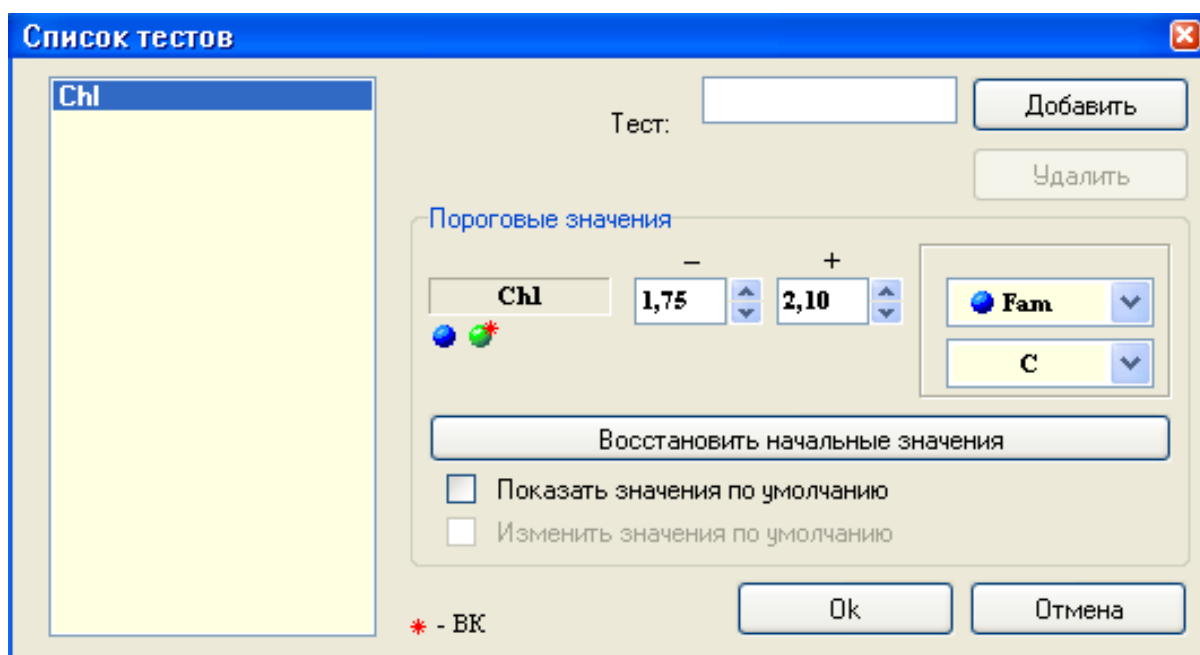 Список тестов
Chl
Тест:
Добавить
Удалить
Пороговые значения
– +
Chl 1,75 2,10 Fam
C
Восстановить начальные значения
Показать значения по умолчанию
Изменить значения по умолчанию
* - ВК
Ok Отмена